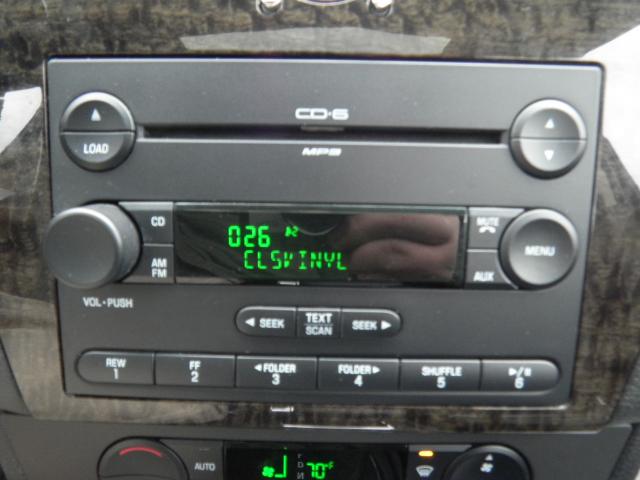 CD·6
LOAD
MP3
CD
026 A2
MUTE
CLSVINYL
MENU
AM
FM
AUX
VOL·PUSH
SEEK
TEXT
SCAN
SEEK
REW
1
FF
2
FOLDER
3
FOLDER
4
SHUFFLE
5
6
AUTO
70°F